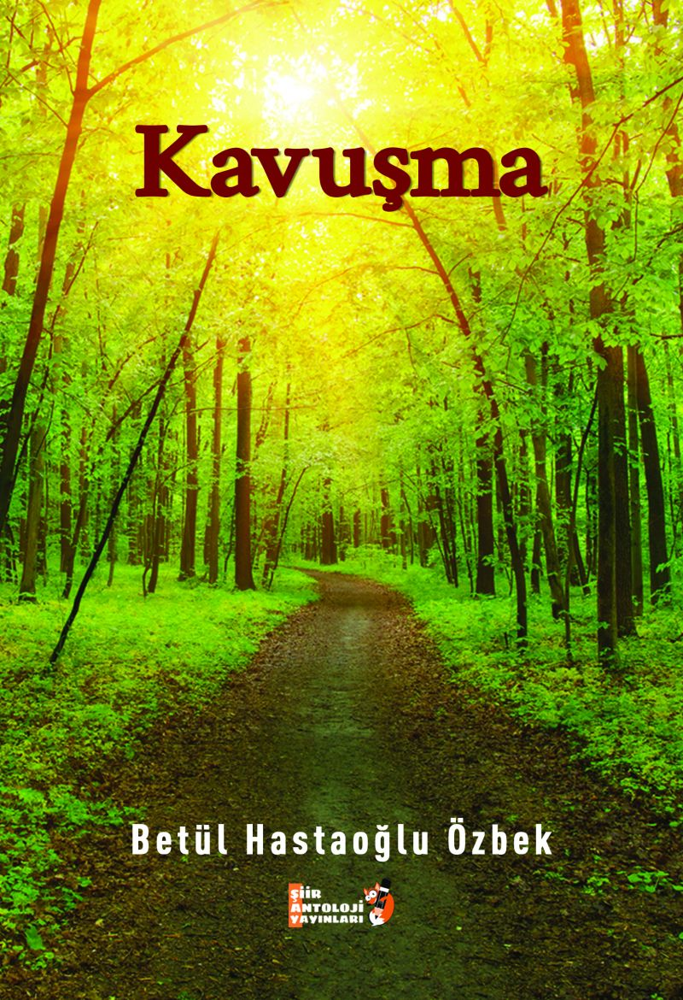 Kavuşma
Betül Hastaoğlu Özbek
ŞİİR
ANTOLOJİ
YAYINLARI